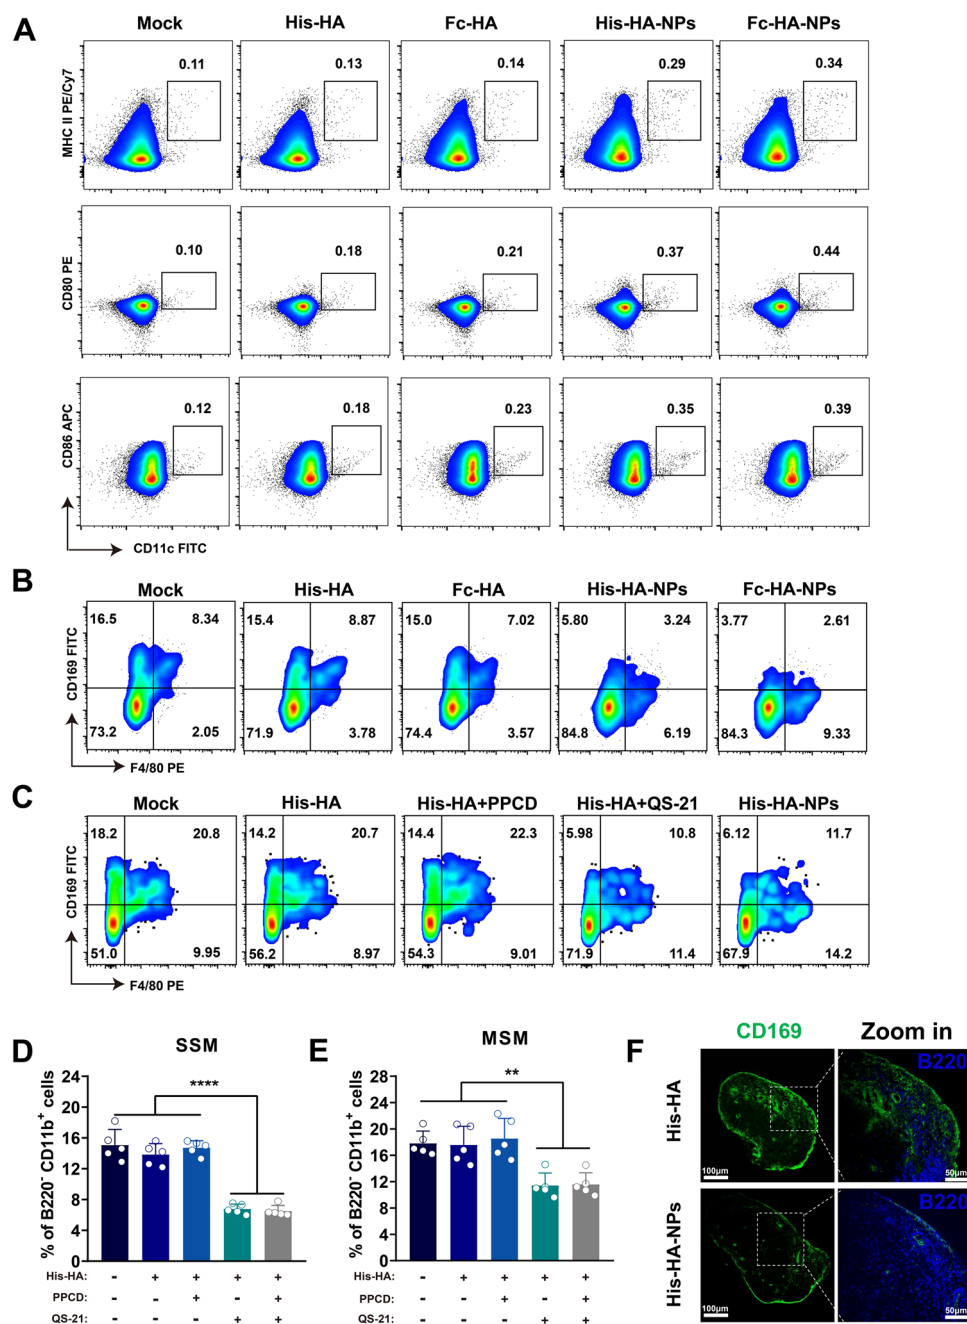 A
Mock His-HA Fc-HA His-HA-NPs Fc-HA-NPs
MHC II PE/Cy7
0.11 0.13 0.14 0.29 0.34
CD80 PE
0.10 0.18 0.21 0.37 0.44
CD86 APC
0.12 0.18 0.23 0.35 0.39
CD11c FITC
B
Mock His-HA Fc-HA His-HA-NPs Fc-HA-NPs
CD169 FITC
16.5 8.34 15.4 8.87 15.0 7.02 5.80 3.24 3.77 2.61
73.2 2.05 71.9 3.78 74.4 3.57 84.8 6.19 84.3 9.33
F4/80 PE
C
Mock His-HA His-HA+PPCD His-HA+QS-21 His-HA-NPs
CD169 FITC
18.2 20.8 14.2 20.7 14.4 22.3 5.98 10.8 6.12 11.7
51.0 9.95 56.2 8.97 54.3 9.01 71.9 11.4 67.9 14.2
F4/80 PE
D
SSM
% of B220⁻ CD11b⁺ cells
24
20
16
12
8
4
0
****
His-HA: - + + + +
PPCD: - - + - +
QS-21: - - - + +
E
MSM
% of B220⁻ CD11b⁺ cells
28
24
20
16
12
8
4
0
**
His-HA: - + + + +
PPCD: - - + - +
QS-21: - - - + +
F
CD169 Zoom in
His-HA
B220
100μm 50μm
His-HA-NPs
B220
100μm 50μm